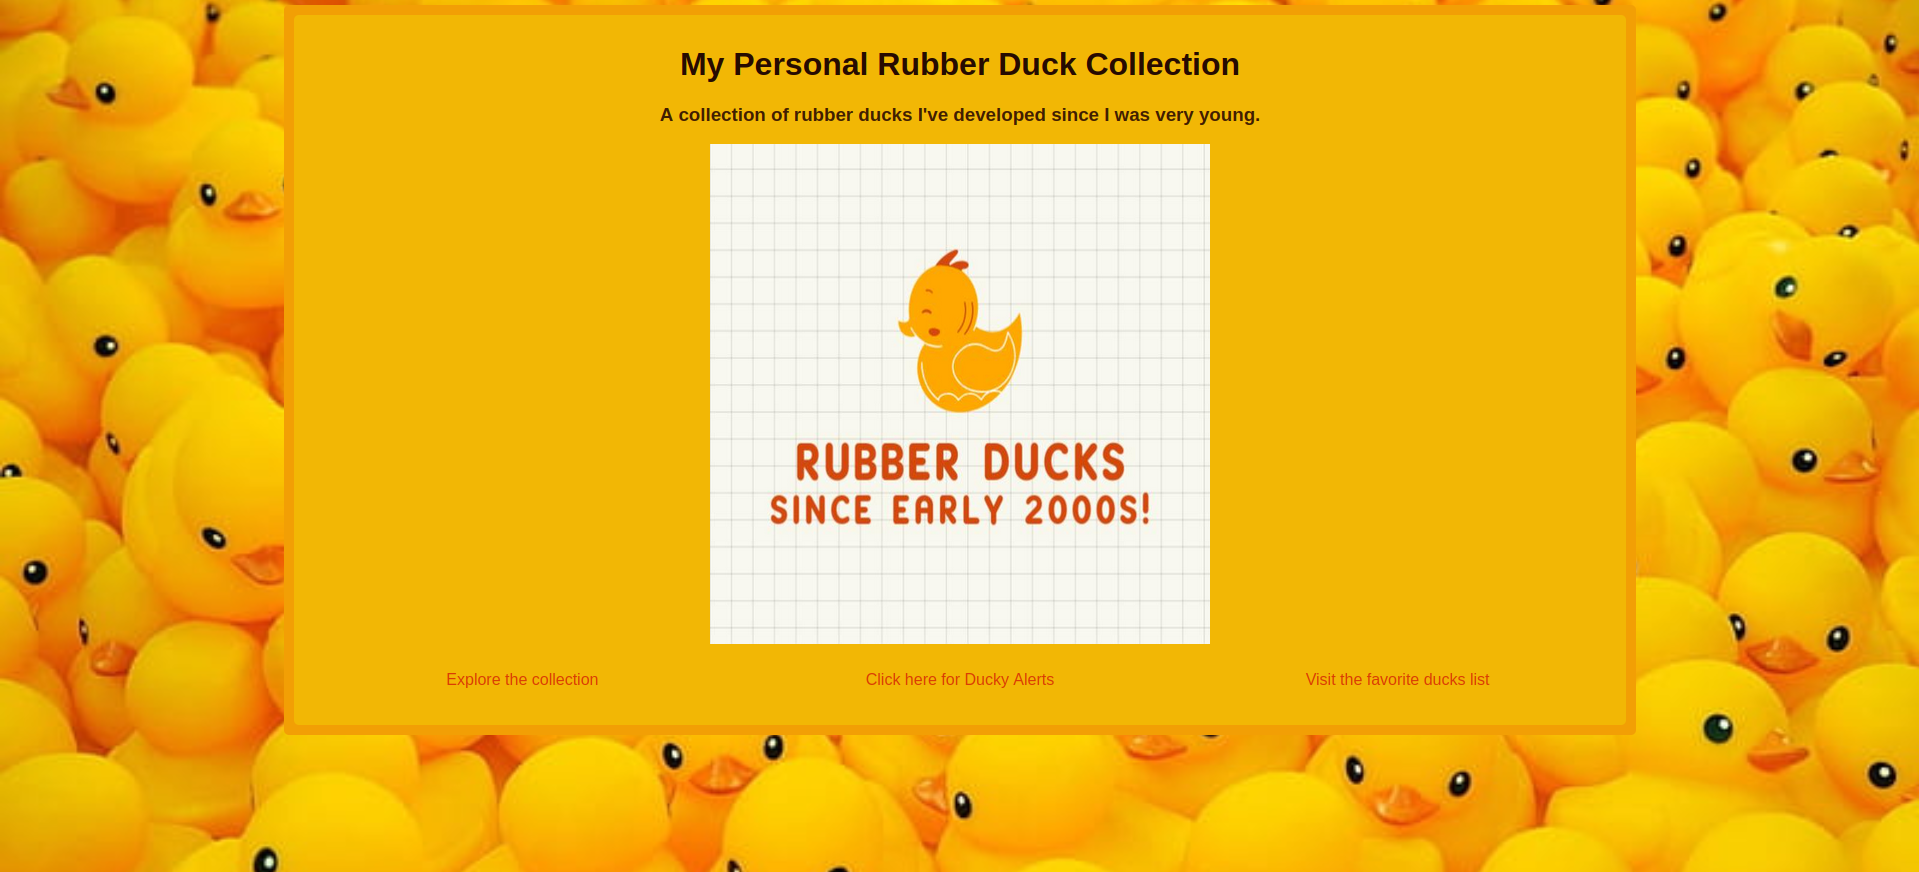 My Personal Rubber Duck Collection
A collection of rubber ducks I've developed since I was very young.
RUBBER DUCKS
SINCE EARLY 2000S!
Explore the collection
Click here for Ducky Alerts
Visit the favorite ducks list